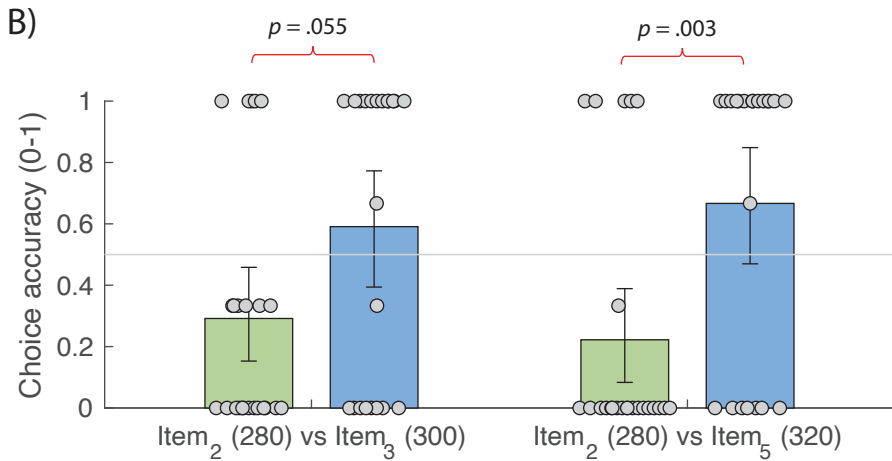 B)
p = .055
p = .003
Choice accuracy (0-1)
1
0.8
0.6
0.4
0.2
0
Item2 (280) vs Item3 (300)
Item2 (280) vs Item5 (320)